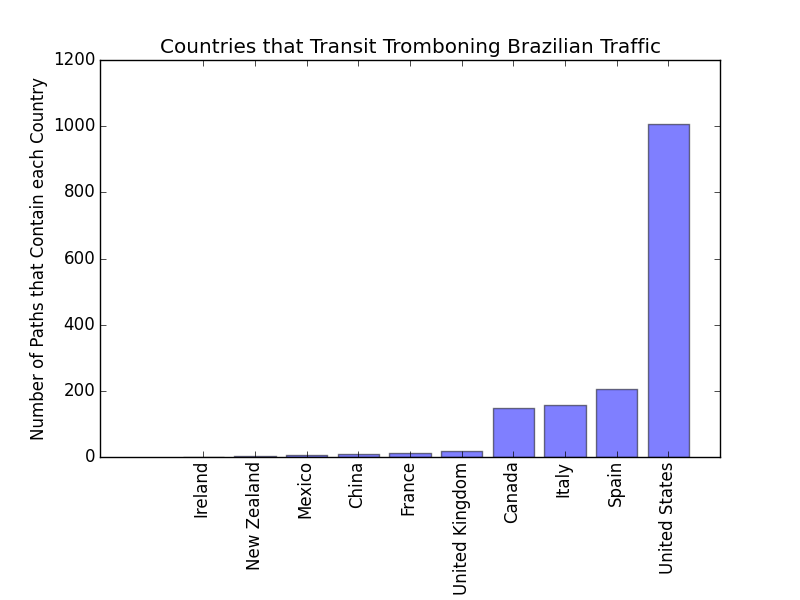 Countries that Transit Tromboning Brazilian Traffic
Number of Paths that Contain each Country
1200
1000
800
600
400
200
0
Ireland
New Zealand
Mexico
China
France
United Kingdom
Canada
Italy
Spain
United States